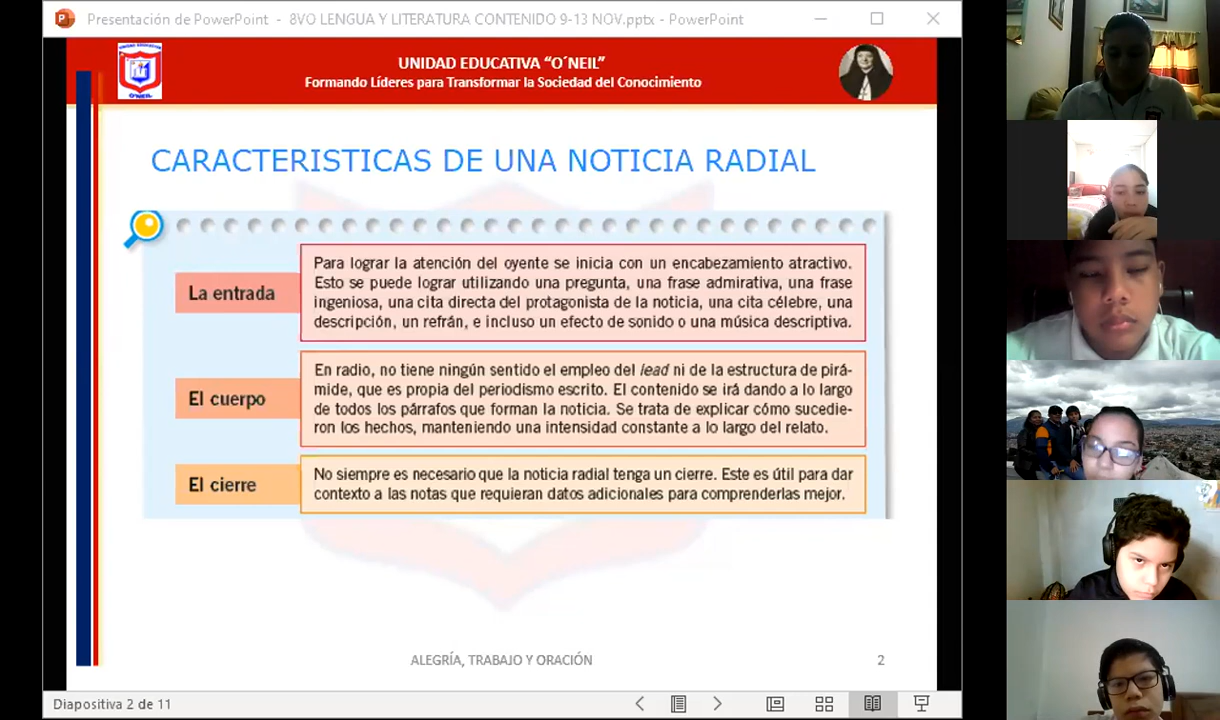 Presentación de PowerPoint - 8VO LENGUA Y LITERATURA CONTENIDO 9-13 NOV.pptx - PowerPoint
UNIDAD EDUCATIVA “O´NEIL”
Formando Líderes para Transformar la Sociedad del Conocimiento
O'NEIL
CARACTERISTICAS DE UNA NOTICIA RADIAL
La entrada
Para lograr la atención del oyente se inicia con un encabezamiento atractivo.
Esto se puede lograr utilizando una pregunta, una frase admirativa, una frase
ingeniosa, una cita directa del protagonista de la noticia, una cita célebre, una
descripción, un refrán, e incluso un efecto de sonido o una música descriptiva.
El cuerpo
En radio, no tiene ningún sentido el empleo del lead ni de la estructura de pirá-
mide, que es propia del periodismo escrito. El contenido se irá dando a lo largo
de todos los párrafos que forman la noticia. Se trata de explicar cómo sucedie-
ron los hechos, manteniendo una intensidad constante a lo largo del relato.
El cierre
No siempre es necesario que la noticia radial tenga un cierre. Este es útil para dar
contexto a las notas que requieran datos adicionales para comprenderlas mejor.
ALEGRÍA, TRABAJO Y ORACIÓN
2
Diapositiva 2 de 11